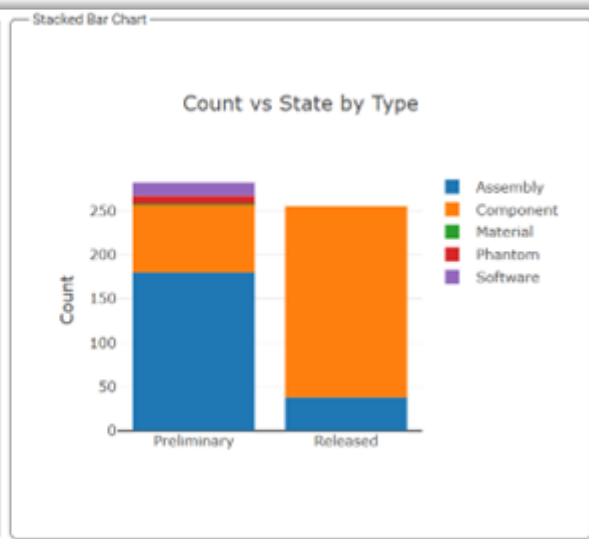 Stacked Bar Chart
Count vs State by Type
Assembly
Component
Material
Phantom
Software
Count
250
200
150
100
50
0
Preliminary
Released